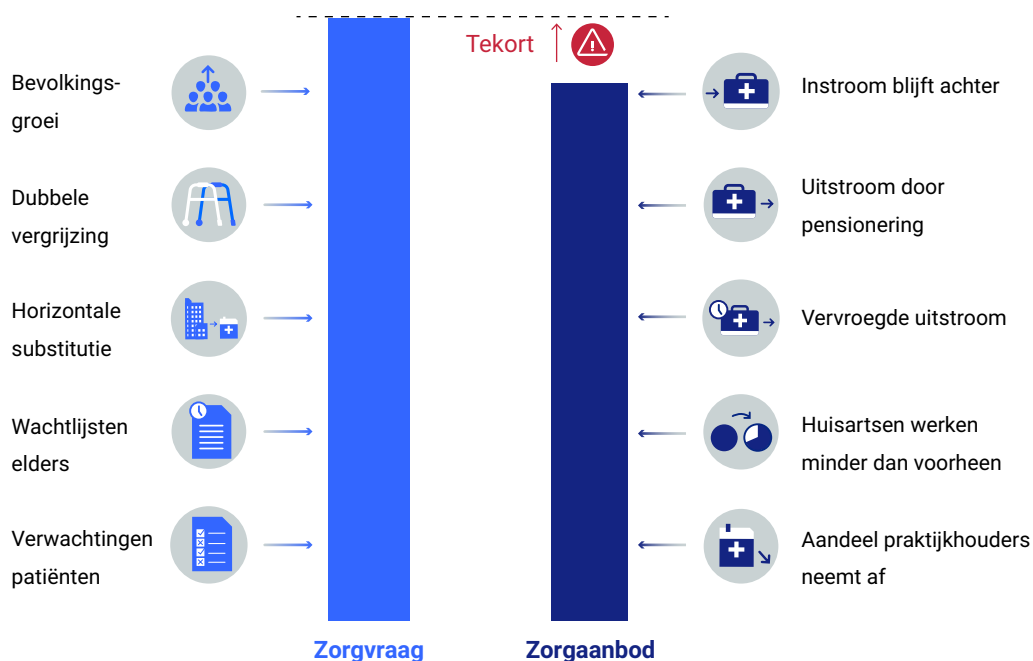 Tekort
Bevolkings-
groei
Dubbele
vergrijzing
Horizontale
substitutie
Wachtlijsten
elders
Verwachtingen
patiënten
Instroom blijft achter
Uitstroom door
pensionering
Vervroegde uitstroom
Huisartsen werken
minder dan voorheen
Aandeel praktijkhouders
neemt af
Zorgvraag
Zorgaanbod